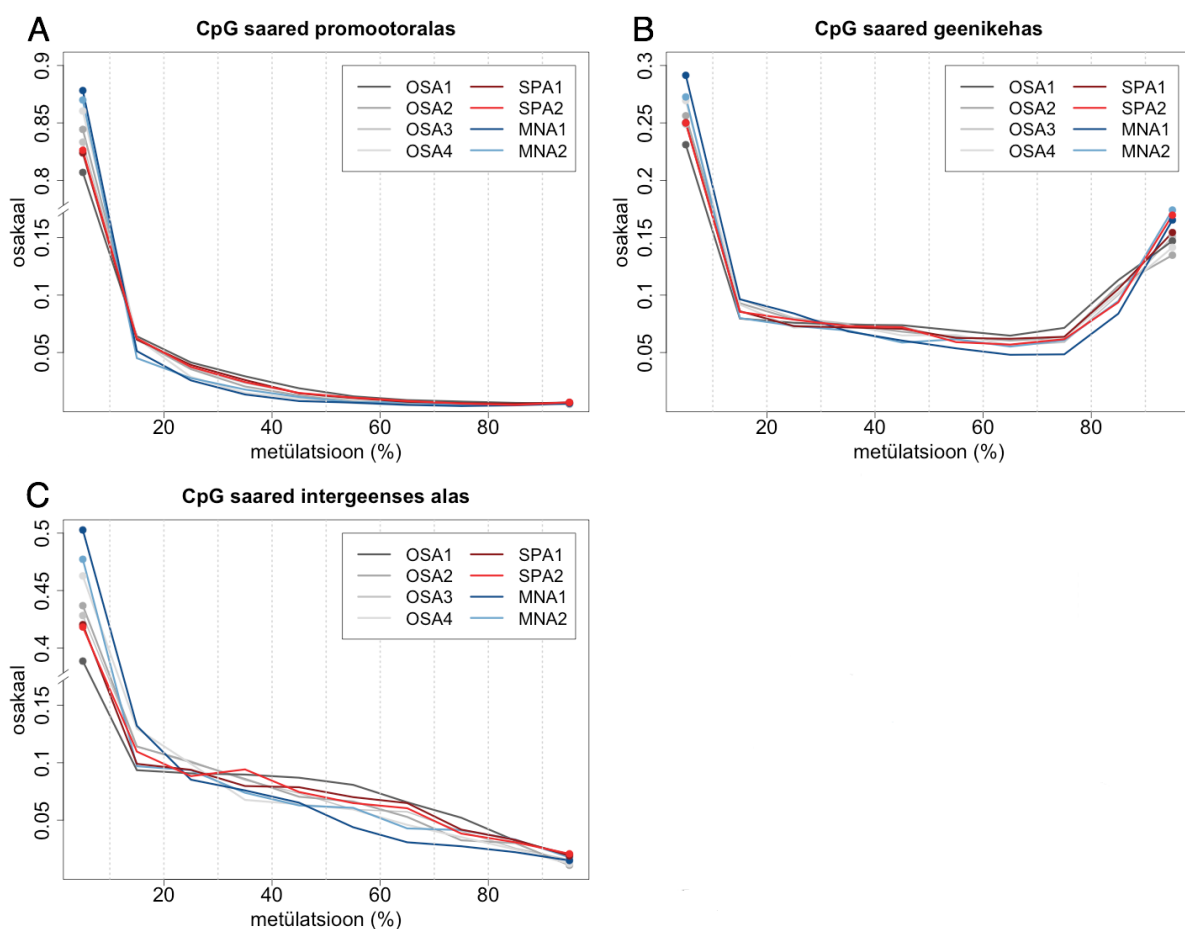 A
CpG saared promootoralas
osakaal
0.9
0.85
0.8
0.15
0.1
0.05
OSA1 SPA1
OSA2 SPA2
OSA3 MNA1
OSA4 MNA2
20 40 60 80
metülatsioon (%)
B
CpG saared geenikehas
osakaal
0.3
0.25
0.2
0.15
0.1
0.05
OSA1 SPA1
OSA2 SPA2
OSA3 MNA1
OSA4 MNA2
20 40 60 80
metülatsioon (%)
C
CpG saared intergeenses alas
osakaal
0.5
0.45
0.4
0.15
0.1
0.05
OSA1 SPA1
OSA2 SPA2
OSA3 MNA1
OSA4 MNA2
20 40 60 80
metülatsioon (%)